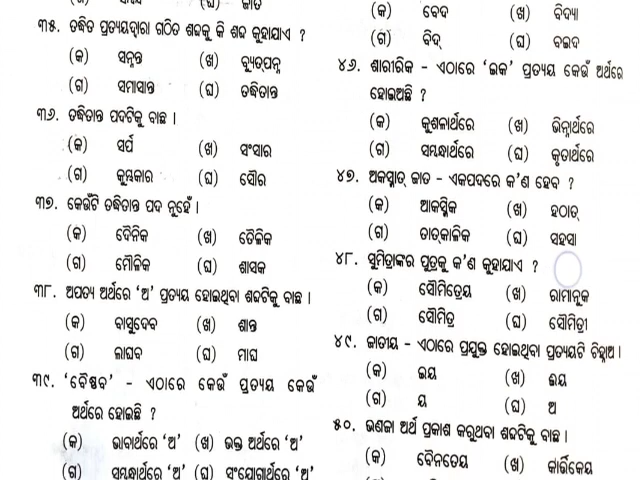 ୩୫. ତଦ୍ଧିତ ପ୍ରତ୍ୟୟଦ୍ୱାରା ଗଠିତ ଶବ୍ଦକୁ କି ଶବ୍ଦ କୁହାଯାଏ ?
(କ) ସନ୍ନନ୍ତ (ଖ) ବ୍ୟୁତ୍ପନ୍ନ
(ଗ) ସମାସାନ୍ତ (ଘ) ତଦ୍ଧିତାନ୍ତ
୩୬. ତଦ୍ଧିତାନ୍ତ ପଦଟିକୁ ବାଛ ।
(କ) ସର୍ପ (ଖ) ସଂସାର
(ଗ) କୁମ୍ଭକାର (ଘ) ସୌର
୩୭. କେଉଁଟି ତଦ୍ଧିତାନ୍ତ ପଦ ନୁହେଁ ।
(କ) ଦୈନିକ (ଖ) ତୈଳିକ
(ଗ) ମୌଳିକ (ଘ) ଶାସକ
୩୮. ଅପତ୍ୟ ଅର୍ଥରେ ‘ଅ’ ପ୍ରତ୍ୟୟ ହୋଇଥିବା ଶବ୍ଦଟିକୁ ବାଛ ।
(କ) ବାସୁଦେବ (ଖ) ଶାନ୍ତ
(ଗ) ଲାଘବ (ଘ) ମାଘ
୩୯. ‘ବୈଷ୍ଣବ’ - ଏଠାରେ କେଉଁ ପ୍ରତ୍ୟୟ କେଉଁ
ଅର୍ଥରେ ହୋଇଛି ?
(କ) ଭାବାର୍ଥରେ ‘ଅ’ (ଖ) ଭକ୍ତ ଅର୍ଥରେ ‘ଅ’
(ଗ) ସମ୍ବନ୍ଧାର୍ଥରେ ‘ଅ’ (ଘ) ସଂଯୋଗାର୍ଥରେ ‘ଅ’
(କ) ବେଦ (ଖ) ବିଦ୍ୟା
(ଗ) ବିଦ୍ (ଘ) ବଇଦ
୪୬. ଶାରୀରିକ - ଏଠାରେ ‘ଇକ’ ପ୍ରତ୍ୟୟ କେଉଁ ଅର୍ଥରେ
ହୋଇଅଛି ?
(କ) କୁଶଳାର୍ଥରେ (ଖ) ଭିନ୍ନାର୍ଥରେ
(ଗ) ସମ୍ବନ୍ଧାର୍ଥରେ (ଘ) କୃତାର୍ଥରେ
୪୭. ଅକସ୍ମାତ୍ ଜାତ - ଏକପଦରେ କ’ଣ ହେବ ?
(କ) ଆକସ୍ମିକ (ଖ) ହଠାତ୍
(ଗ) ତାତ୍କାଳିକ (ଘ) ସହସା
୪୮. ସୁମିତ୍ରାଙ୍କର ପୁତ୍ରକୁ କ’ଣ କୁହାଯାଏ ?
(କ) ସୌମିତ୍ରେୟ (ଖ) ରାମାନୁଜ
(ଗ) ସୌମିତ୍ର (ଘ) ସୌମିତ୍ରୀ
୪୯. ଜାତୀୟ - ଏଠାରେ ପ୍ରଯୁକ୍ତ ହୋଇଥିବା ପ୍ରତ୍ୟୟଟି ଚିହ୍ନାଅ ।
(କ) ଇୟ (ଖ) ଈୟ
(ଗ) ୟ (ଘ) ଅ
୫୦. ଭଣଜା ଅର୍ଥ ପ୍ରକାଶ କରୁଥିବା ଶବ୍ଦଟିକୁ ବାଛ ।
(କ) ବୈନତେୟ (ଖ) କାର୍ତ୍ତିକେୟ